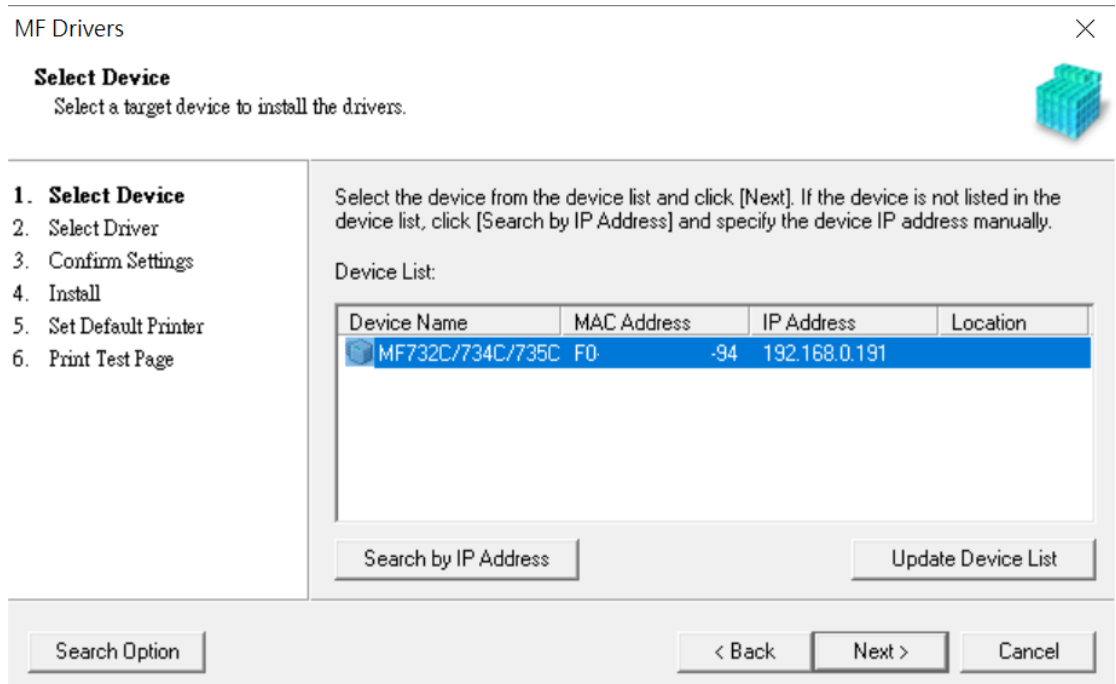 MF Drivers
Select Device
Select a target device to install the drivers.
1. Select Device
2. Select Driver
3. Confirm Settings
4. Install
5. Set Default Printer
6. Print Test Page
Select the device from the device list and click [Next]. If the device is not listed in the
device list, click [Search by IP Address] and specify the device IP address manually.
Device List:
Device Name MAC Address IP Address Location
MF732C/734C/735C F0- -94 192.168.0.191
Search by IP Address Update Device List
Search Option < Back Next > Cancel